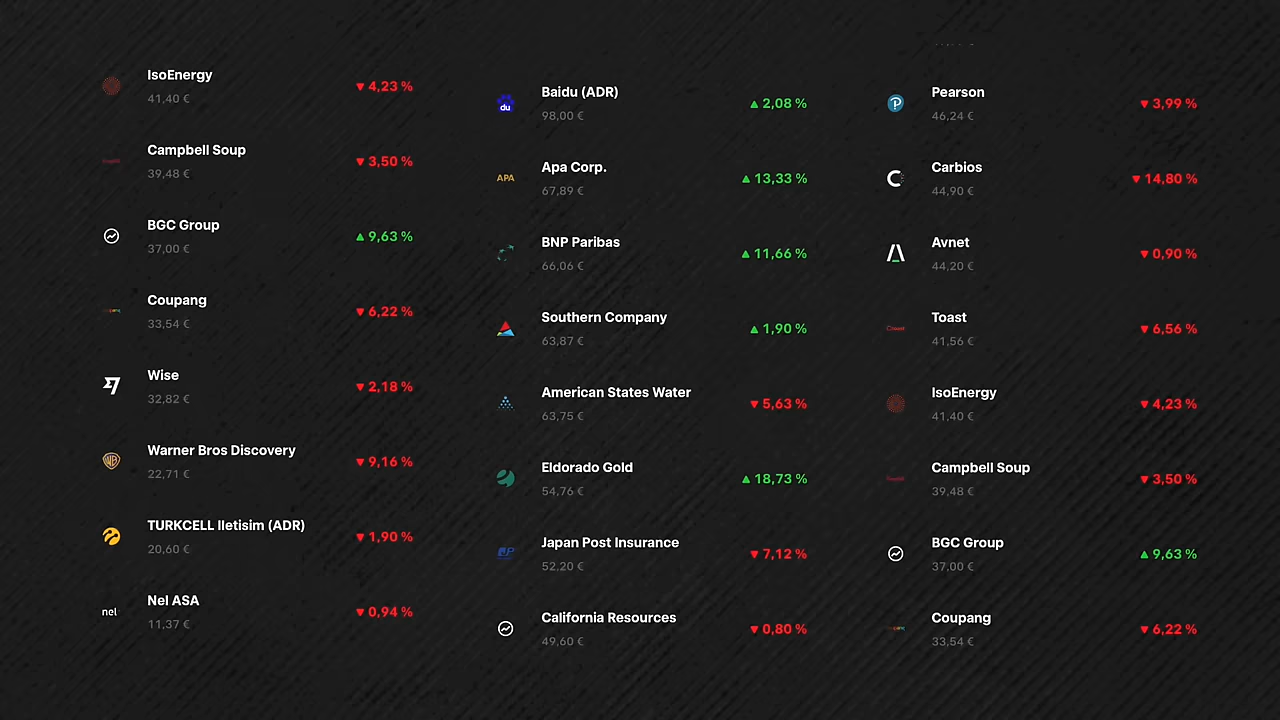 IsoEnergy
41,40 €
▼ 4,23 %
Campbell Soup
39,48 €
▼ 3,50 %
BGC Group
37,00 €
▲ 9,63 %
Coupang
33,54 €
▼ 6,22 %
Wise
32,82 €
▼ 2,18 %
Warner Bros Discovery
22,71 €
▼ 9,16 %
TURKCELL Iletisim (ADR)
20,60 €
▼ 1,90 %
nel
Nel ASA
11,37 €
▼ 0,94 %
du
Baidu (ADR)
98,00 €
▲ 2,08 %
APA
Apa Corp.
67,89 €
▲ 13,33 %
BNP Paribas
66,06 €
▲ 11,66 %
Southern Company
63,87 €
▲ 1,90 %
American States Water
63,75 €
▼ 5,63 %
Eldorado Gold
54,76 €
▲ 18,73 %
JP
Japan Post Insurance
52,20 €
▼ 7,12 %
California Resources
49,60 €
▼ 0,80 %
P
Pearson
46,24 €
▼ 3,99 %
Carbios
44,90 €
▼ 14,80 %
Avnet
44,20 €
▼ 0,90 %
Toast
41,56 €
▼ 6,56 %
IsoEnergy
41,40 €
▼ 4,23 %
Campbell Soup
39,48 €
▼ 3,50 %
BGC Group
37,00 €
▲ 9,63 %
Coupang
33,54 €
▼ 6,22 %